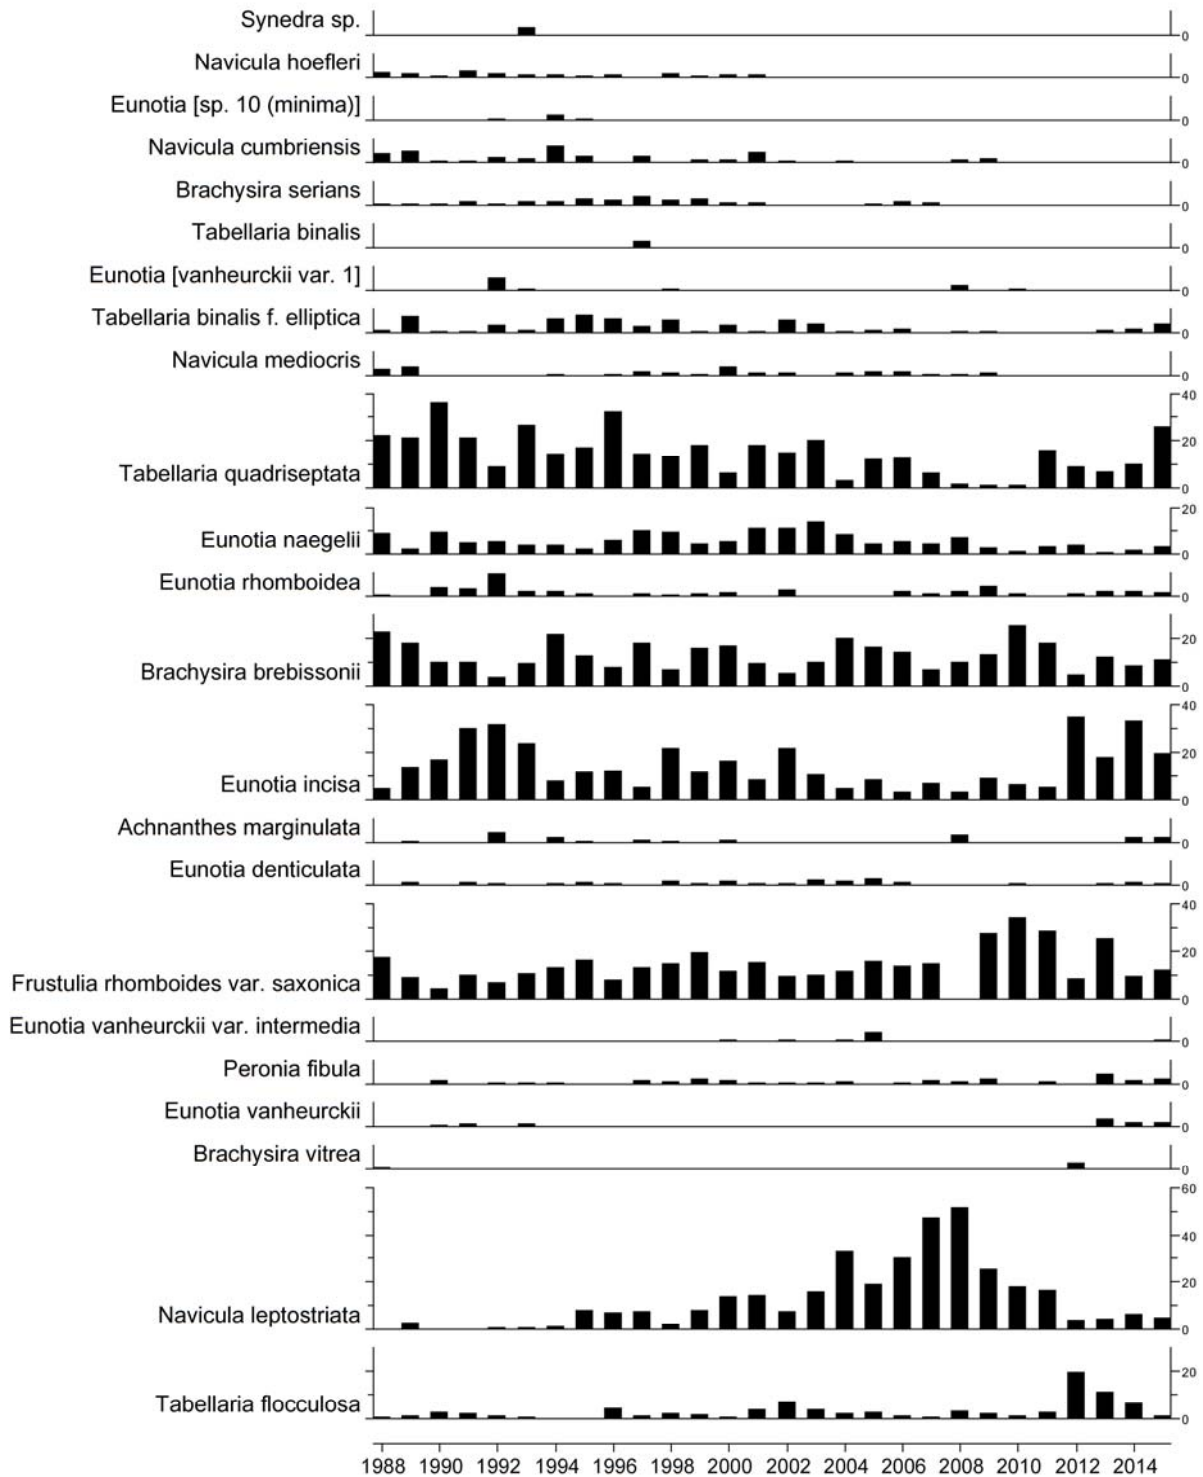 Synedra sp.
0
Navicula hoefleri
0
Eunotia [sp. 10 (minima)]
0
Navicula cumbriensis
0
Brachysira serians
0
Tabellaria binalis
0
Eunotia [vanheurckii var. 1]
0
Tabellaria binalis f. elliptica
0
Navicula mediocris
0
40
20
Tabellaria quadriseptata
0
20
Eunotia naegelii
0
Eunotia rhomboidea
0
20
Brachysira brebissonii
0
40
20
Eunotia incisa
0
Achnanthes marginulata
0
Eunotia denticulata
0
40
20
Frustulia rhomboides var. saxonica
0
Eunotia vanheurckii var. intermedia
0
Peronia fibula
0
Eunotia vanheurckii
0
Brachysira vitrea
0
60
40
20
Navicula leptostriata
0
20
Tabellaria flocculosa
0
1988 1990 1992 1994 1996 1998 2000 2002 2004 2006 2008 2010 2012 2014